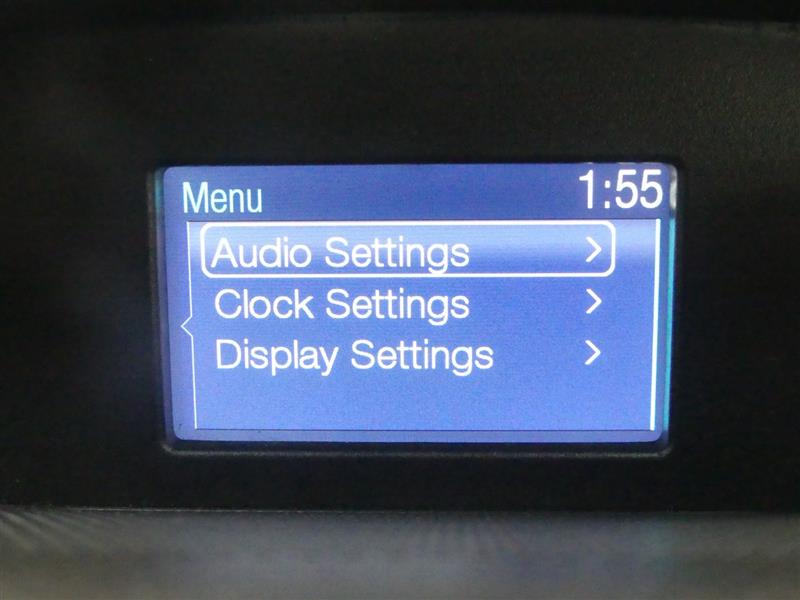 Menu 1:55
Audio Settings >
Clock Settings >
Display Settings >